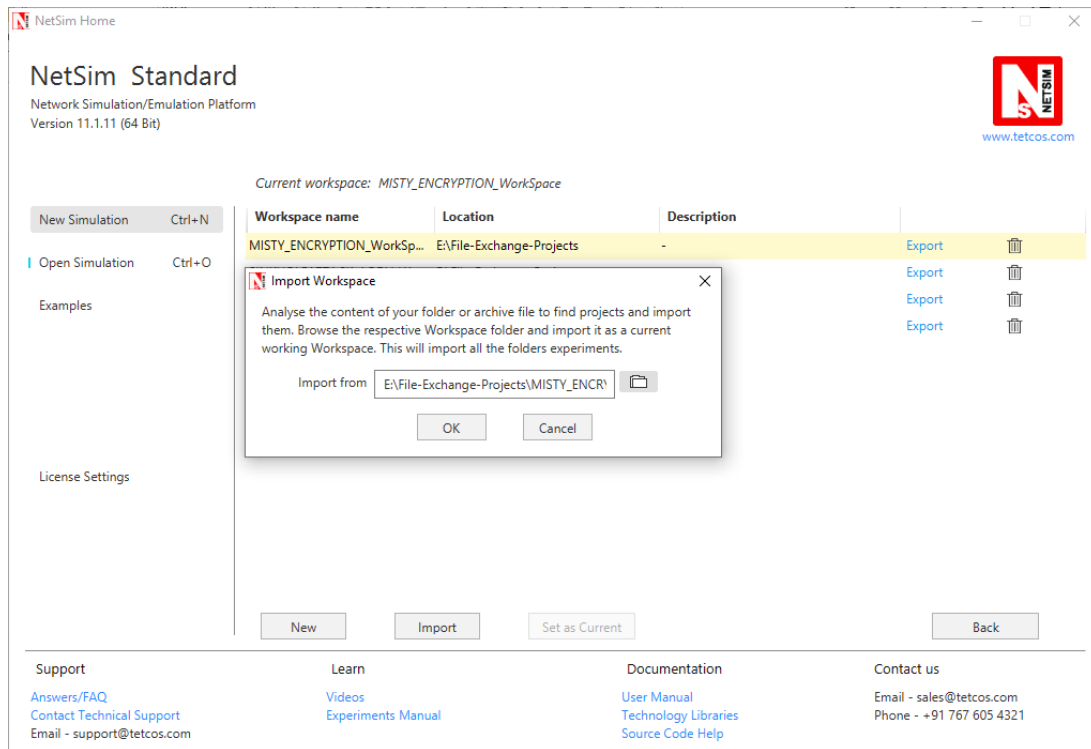 NetSim Home
NetSim Standard
Network Simulation/Emulation Platform
Version 11.1.11 (64 Bit)
NS NETSIM
www.tetcos.com
Current workspace: MISTY_ENCRYPTION_WorkSpace
New Simulation Ctrl+N
Open Simulation Ctrl+O
Examples
License Settings
Workspace name Location Description
MISTY_ENCRYPTION_WorkSp... E:\File-Exchange-Projects - Export
Export
Export
Export
Import Workspace
Analyse the content of your folder or archive file to find projects and import
them. Browse the respective Workspace folder and import it as a current
working Workspace. This will import all the folders experiments.
Import from E:\File-Exchange-Projects\MISTY_ENCR
OK Cancel
New Import Set as Current Back
Support Learn Documentation Contact us
Answers/FAQ Videos User Manual Email - sales@tetcos.com
Contact Technical Support Experiments Manual Technology Libraries Phone - +91 767 605 4321
Email - support@tetcos.com Source Code Help